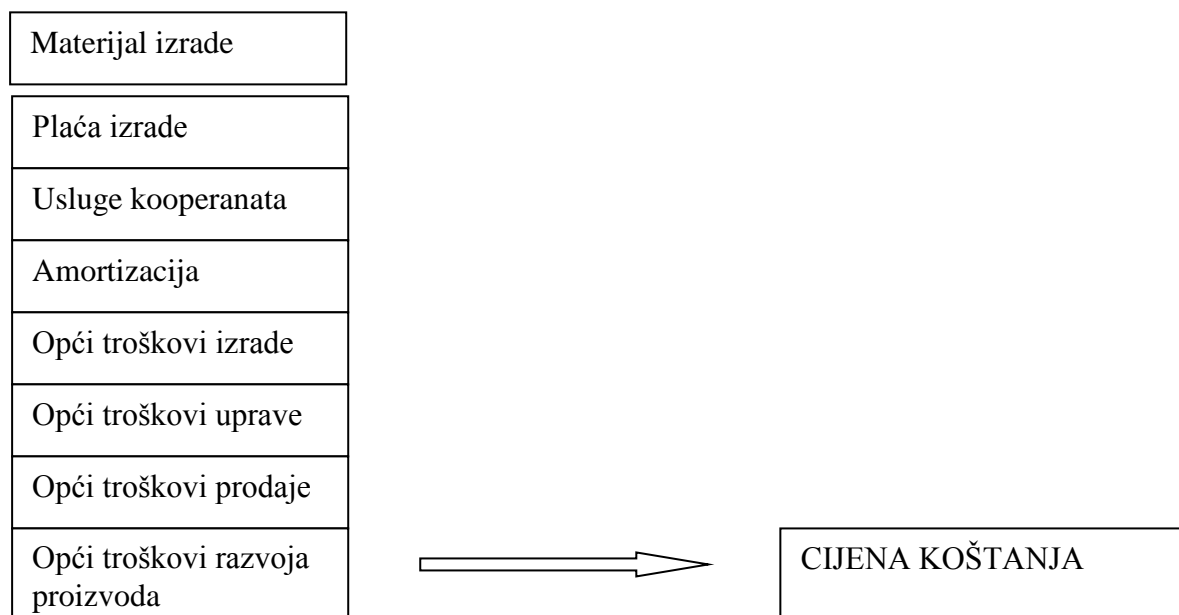 Materijal izrade
Plaća izrade
Usluge kooperanata
Amortizacija
Opći troškovi izrade
Opći troškovi uprave
Opći troškovi prodaje
Opći troškovi razvoja
proizvoda
CIJENA KOŠTANJA